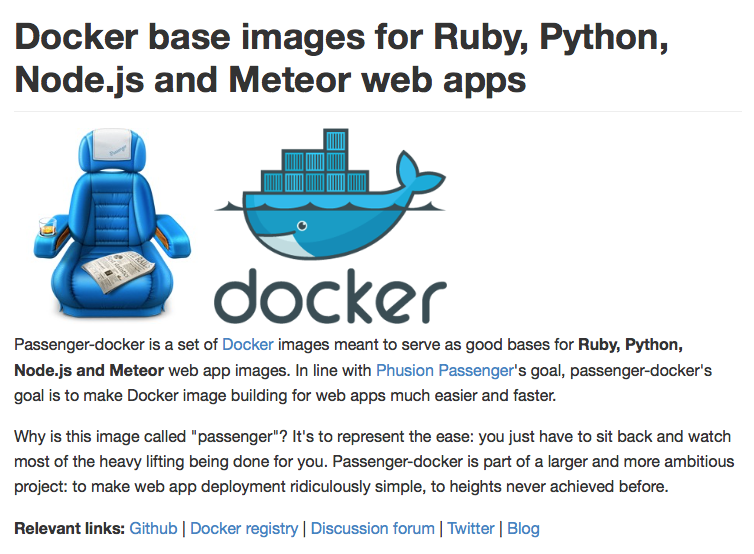 Docker base images for Ruby, Python,
Node.js and Meteor web apps
docker
Passenger-docker is a set of Docker images meant to serve as good bases for Ruby, Python,
Node.js and Meteor web app images. In line with Phusion Passenger's goal, passenger-docker's
goal is to make Docker image building for web apps much easier and faster.
Why is this image called "passenger"? It's to represent the ease: you just have to sit back and watch
most of the heavy lifting being done for you. Passenger-docker is part of a larger and more ambitious
project: to make web app deployment ridiculously simple, to heights never achieved before.
Relevant links: Github | Docker registry | Discussion forum | Twitter | Blog